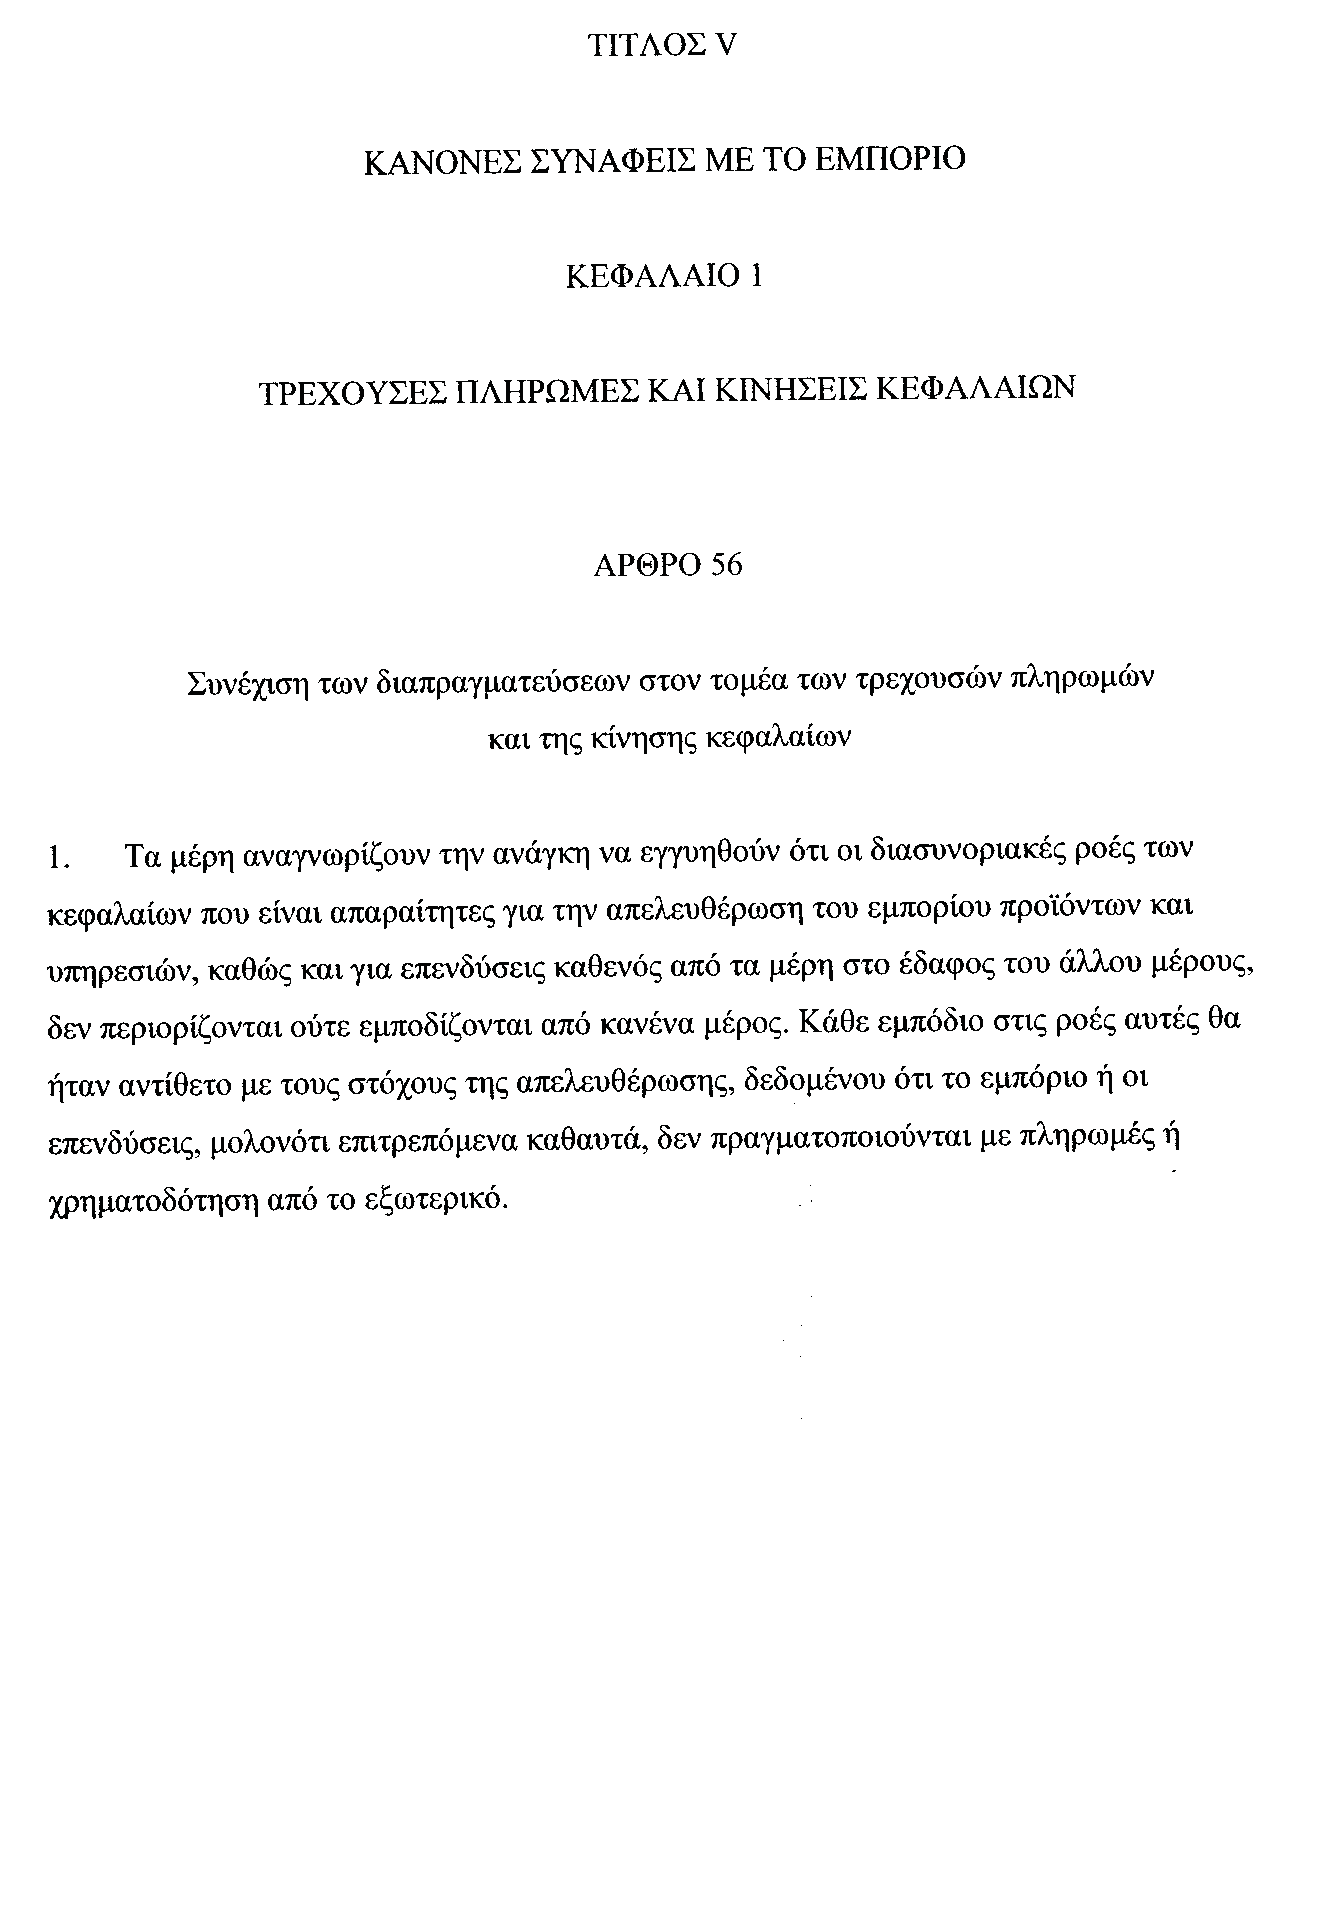 ΤΙΤΛΟΣ V
ΚΑΝΟΝΕΣ ΣΥΝΑΦΕΙΣ ΜΕ ΤΟ ΕΜΠΟΡΙΟ
ΚΕΦΑΛΑΙΟ 1
ΤΡΕΧΟΥΣΕΣ ΠΛΗΡΩΜΕΣ ΚΑΙ ΚΙΝΗΣΕΙΣ ΚΕΦΑΛΑΙΩΝ
ΑΡΘΡΟ 56
Συνέχιση των διαπραγματεύσεων στον τομέα των τρεχουσών πληρωμών
και της κίνησης κεφαλαίων
1. Τα μέρη αναγνωρίζουν την ανάγκη να εγγυηθούν ότι οι διασυνοριακές ροές των
κεφαλαίων που είναι απαραίτητες για την απελευθέρωση του εμπορίου προϊόντων και
υπηρεσιών, καθώς και για επενδύσεις καθενός από τα μέρη στο έδαφος του άλλου μέρους,
δεν περιορίζονται ούτε εμποδίζονται από κανένα μέρος. Κάθε εμπόδιο στις ροές αυτές θα
ήταν αντίθετο με τους στόχους της απελευθέρωσης, δεδομένου ότι το εμπόριο ή οι
επενδύσεις, μολονότι επιτρεπόμενα καθαυτά, δεν πραγματοποιούνται με πληρωμές ή
χρηματοδότηση από το εξωτερικό.